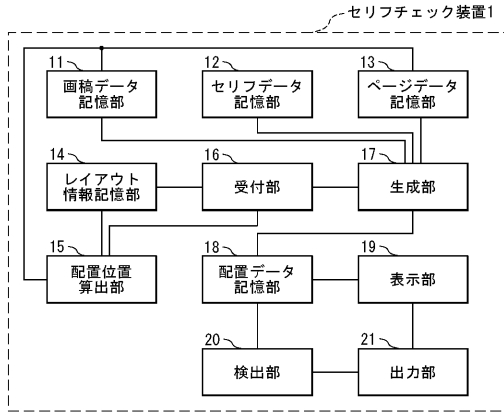 セリフチェック装置1
11
画稿データ
記憶部
12
セリフデータ
記憶部
13
ページデータ
記憶部
14
レイアウト
情報記憶部
16
受付部
17
生成部
15
配置位置
算出部
18
配置データ
記憶部
19
表示部
20
検出部
21
出力部